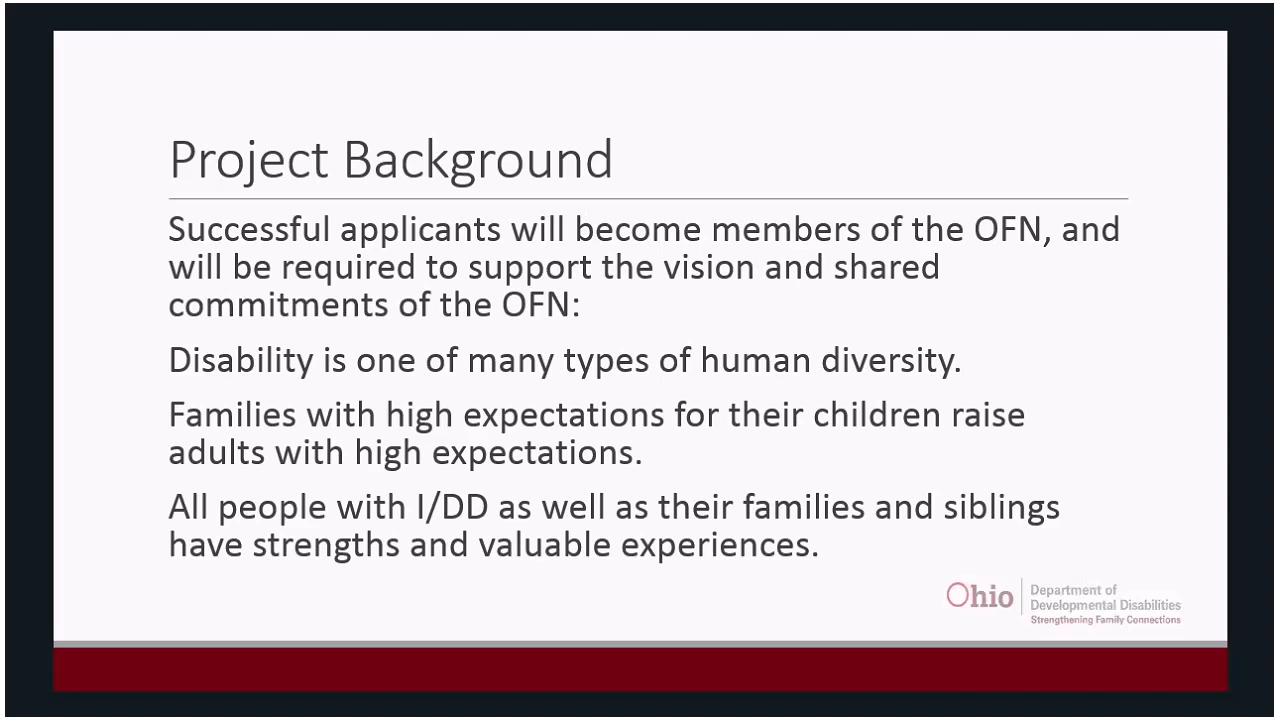 Project Background
Successful applicants will become members of the OFN, and
will be required to support the vision and shared
commitments of the OFN:
Disability is one of many types of human diversity.
Families with high expectations for their children raise
adults with high expectations.
All people with I/DD as well as their families and siblings
have strengths and valuable experiences.
Ohio
Department of
Developmental Disabilities
Strengthening Family Connections